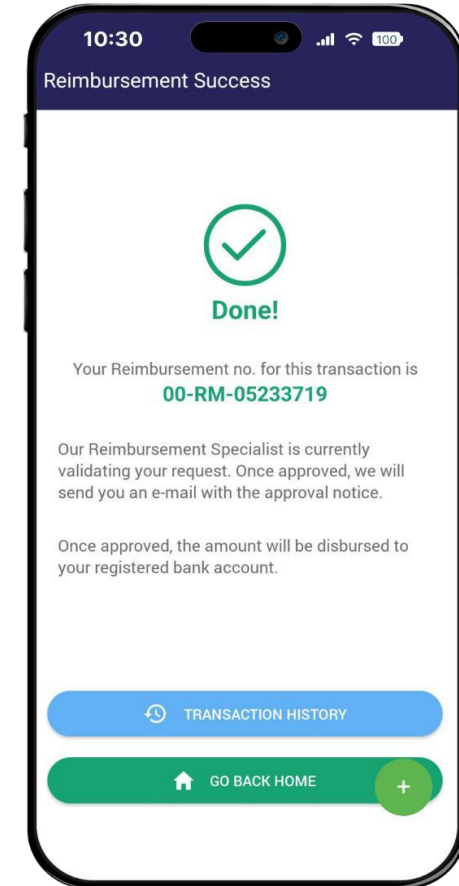 10:30
100
Reimbursement Success
Done!
Your Reimbursement no. for this transaction is
00-RM-05233719
Our Reimbursement Specialist is currently
validating your request. Once approved, we will
send you an e-mail with the approval notice.
Once approved, the amount will be disbursed to
your registered bank account.
TRANSACTION HISTORY
GO BACK HOME
+